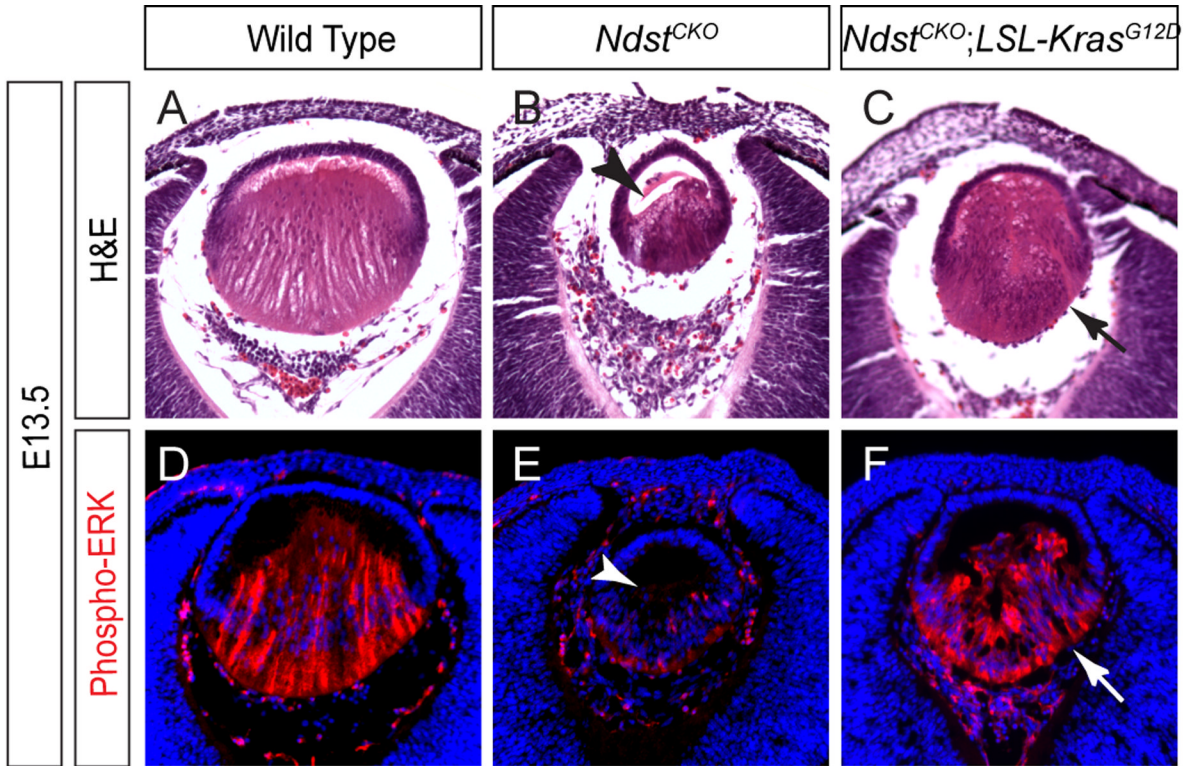 Wild Type
Ndst^CKO
Ndst^CKO;LSL-Kras^G12D
E13.5
H&E
A
B
C
Phospho-ERK
D
E
F